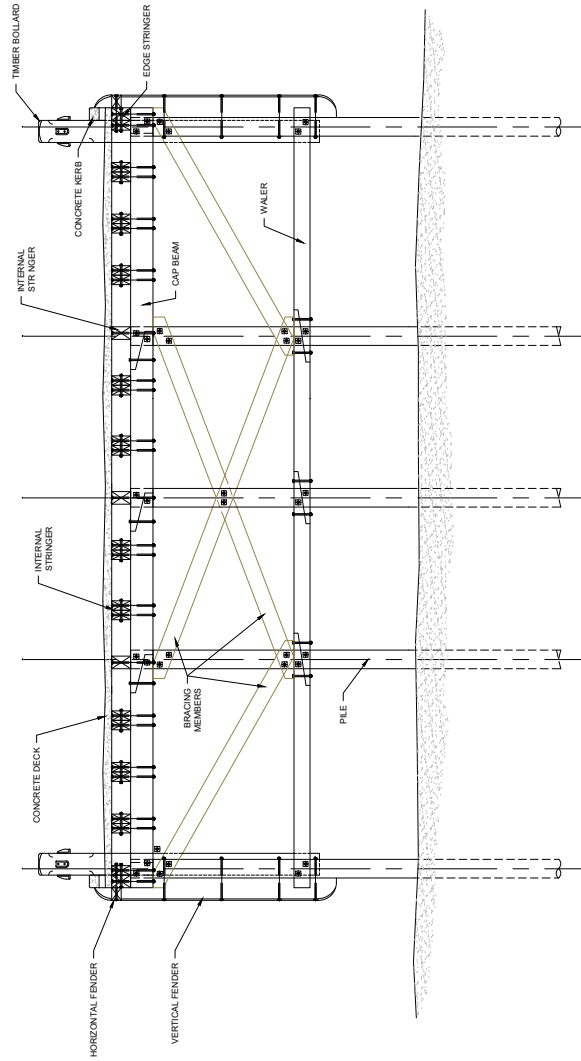 TIMBER BOLLARD
INTERNAL
STR NGER
CONCRETE DECK
INTERNAL
STRINGER
CONCRETE KERB
HORIZONTAL FENDER
EDGE STRINGER
VERTICAL FENDER
CAP BEAM
BRACING
MEMBERS
WALER
PILE